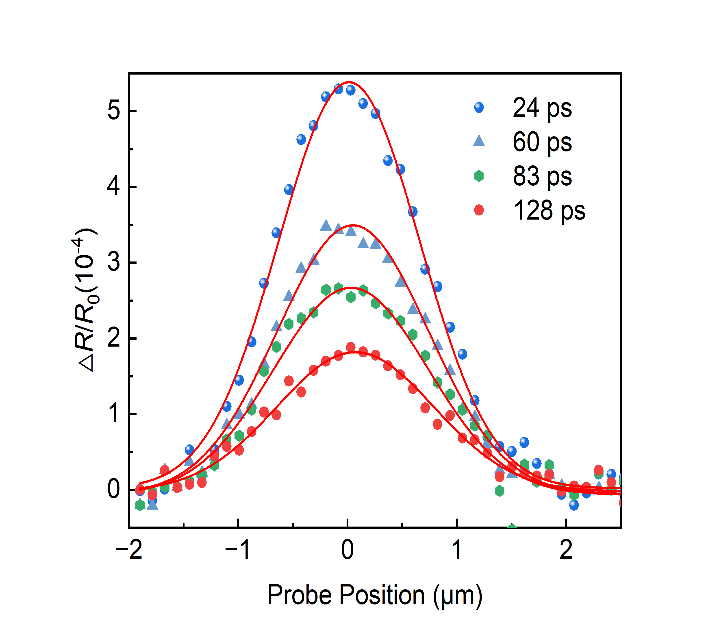 24 ps
60 ps
83 ps
128 ps
5
4
3
2
1
0
△R/R₀(10⁻⁴)
−2 −1 0 1 2
Probe Position (μm)